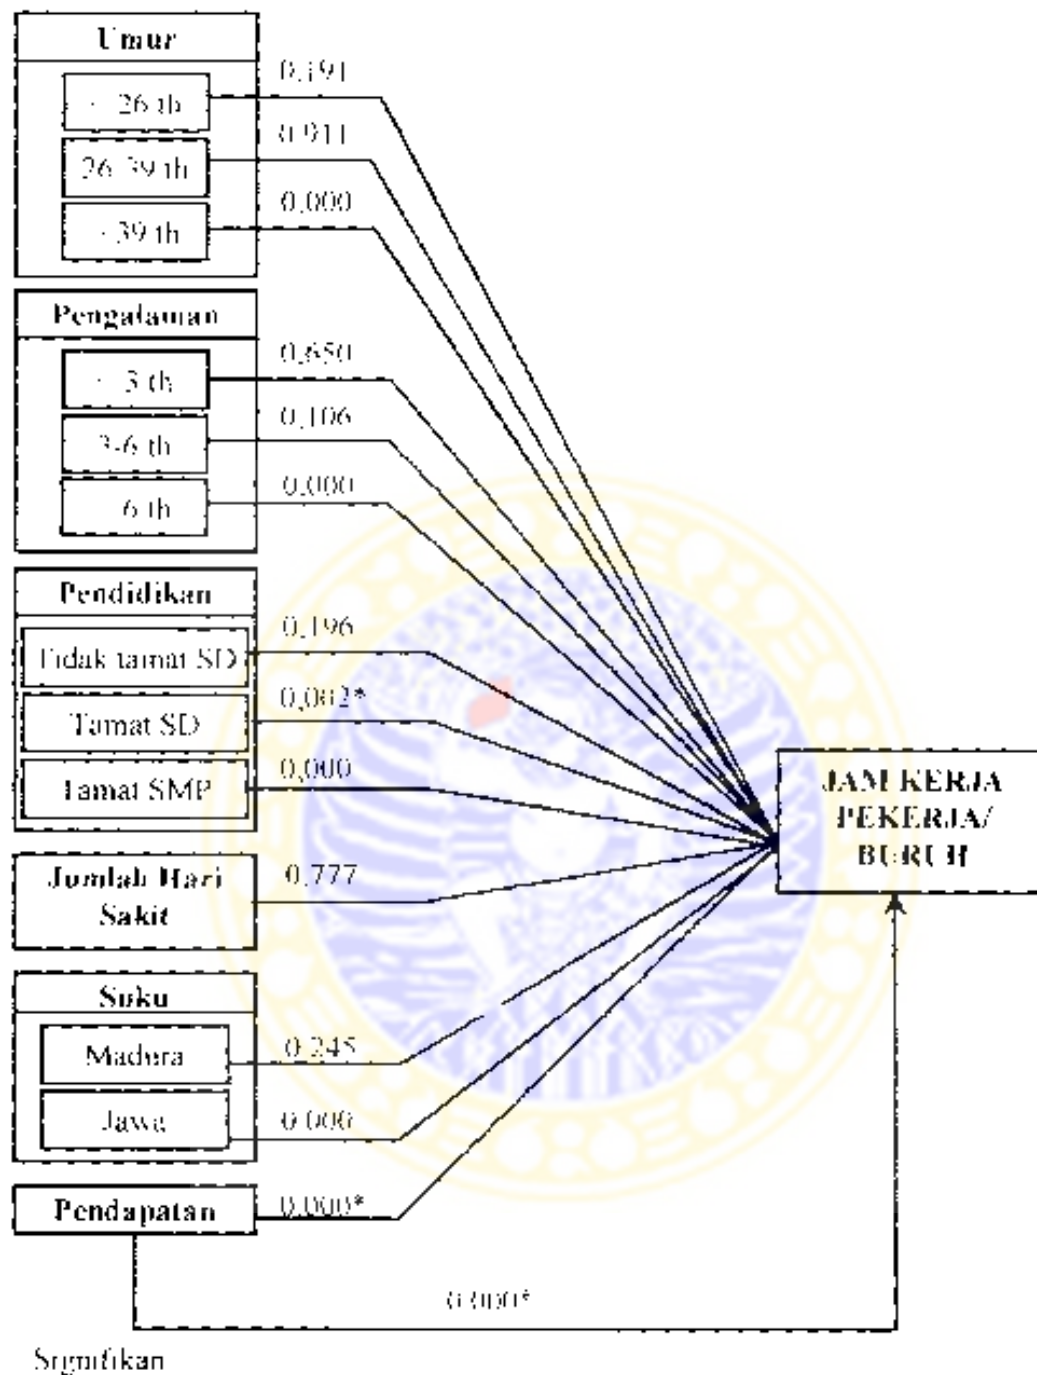 Umur
26 th
0,191
26-39 th
0,911
39 th
0,000
Pengalaman
3 th
0,650
3-6 th
0,106
6 th
0,000
Pendidikan
Tidak tamat SD
0,196
Tamat SD
0,002*
Tamat SMP
0,000
Jumlah Hari
Sakit
0,777
Suku
Madura
0,245
Jawa
0,000
Pendapatan
0,000*
JAM KERJA
PEKERJA/
BURUH
0,000*
Signifikan